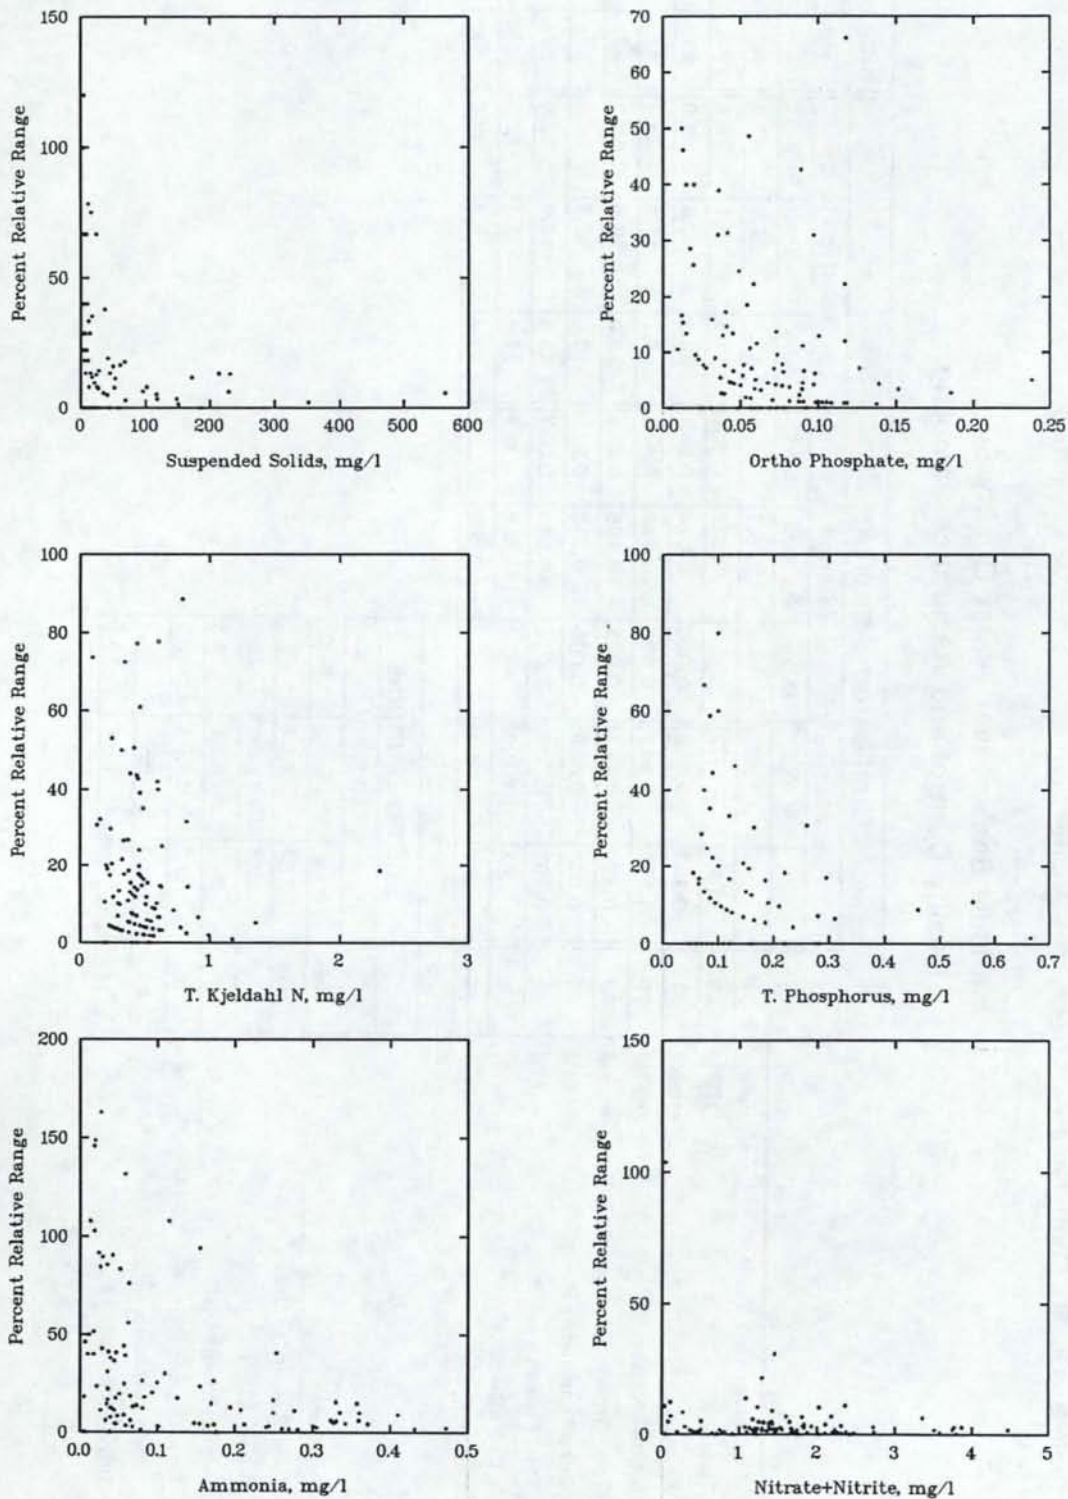 150
100
50
0
Percent Relative Range
0 100 200 300 400 500 600
Suspended Solids, mg/l
70
60
50
40
30
20
10
0
Percent Relative Range
0.00 0.05 0.10 0.15 0.20 0.25
Ortho Phosphate, mg/l
100
80
60
40
20
0
Percent Relative Range
0 1 2 3
T. Kjeldahl N, mg/l
100
80
60
40
20
0
Percent Relative Range
0.0 0.1 0.2 0.3 0.4 0.5 0.6 0.7
T. Phosphorus, mg/l
200
150
100
50
0
Percent Relative Range
0.0 0.1 0.2 0.3 0.4 0.5
Ammonia, mg/l
150
100
50
0
Percent Relative Range
0 1 2 3 4 5
Nitrate+Nitrite, mg/l